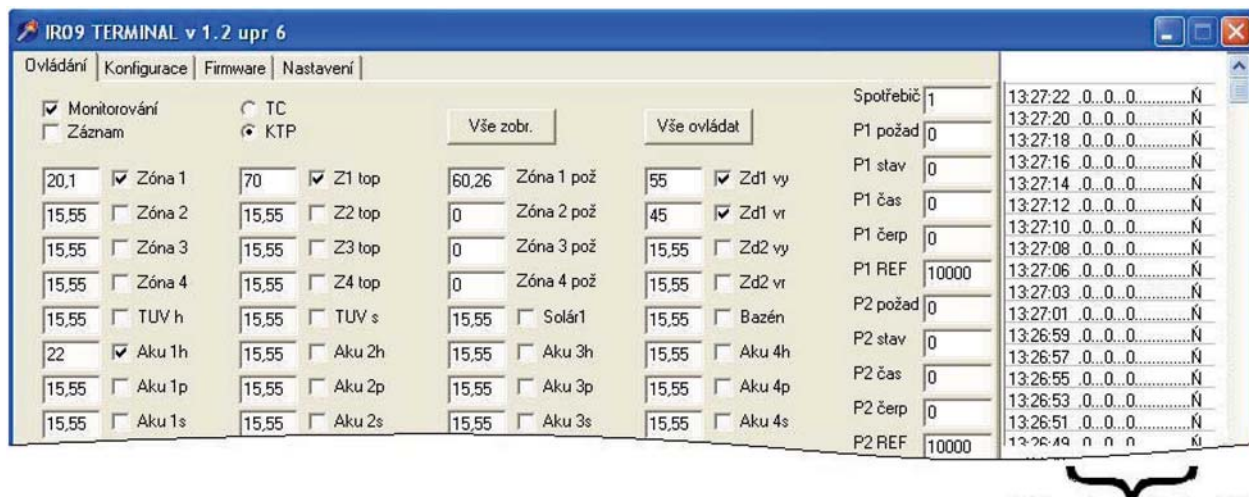 IR09 TERMINAL v 1.2 upr 6
Ovládání Konfigurace Firmware Nastavení
Monitorování TC
Záznam KTP Vše zobr. Vše ovládat
20,1 Zóna 1 70 Z1 top 60,26 Zóna 1 pož 55 Zd1 vy
15,55 Zóna 2 15,55 Z2 top 0 Zóna 2 pož 45 Zd1 vr
15,55 Zóna 3 15,55 Z3 top 0 Zóna 3 pož 15,55 Zd2 vy
15,55 Zóna 4 15,55 Z4 top 0 Zóna 4 pož 15,55 Zd2 vr
15,55 TUV h 15,55 TUV s 15,55 Solár1 15,55 Bazén
22 Aku 1h 15,55 Aku 2h 15,55 Aku 3h 15,55 Aku 4h
15,55 Aku 1p 15,55 Aku 2p 15,55 Aku 3p 15,55 Aku 4p
15,55 Aku 1s 15,55 Aku 2s 15,55 Aku 3s 15,55 Aku 4s
Spotřebič 1
P1 požad 0
P1 stav 0
P1 čas 0
P1 čerp 0
P1 REF 10000
P2 požad 0
P2 stav 0
P2 čas 0
P2 čerp 0
P2 REF 10000
13:27:22 .0...0...0.............Ń
13:27:20 .0...0...0.............Ń
13:27:18 .0...0...0.............Ń
13:27:16 .0...0...0.............Ń
13:27:14 .0...0...0.............Ń
13:27:12 .0...0...0.............Ń
13:27:10 .0...0...0.............Ń
13:27:08 .0...0...0.............Ń
13:27:06 .0...0...0.............Ń
13:27:03 .0...0...0.............Ń
13:27:01 .0...0...0.............Ń
13:26:59 .0...0...0.............Ń
13:26:57 .0...0...0.............Ń
13:26:55 .0...0...0.............Ń
13:26:53 .0...0...0.............Ń
13:26:51 .0...0...0.............Ń
13:26:49 .0...0...0.............Ń